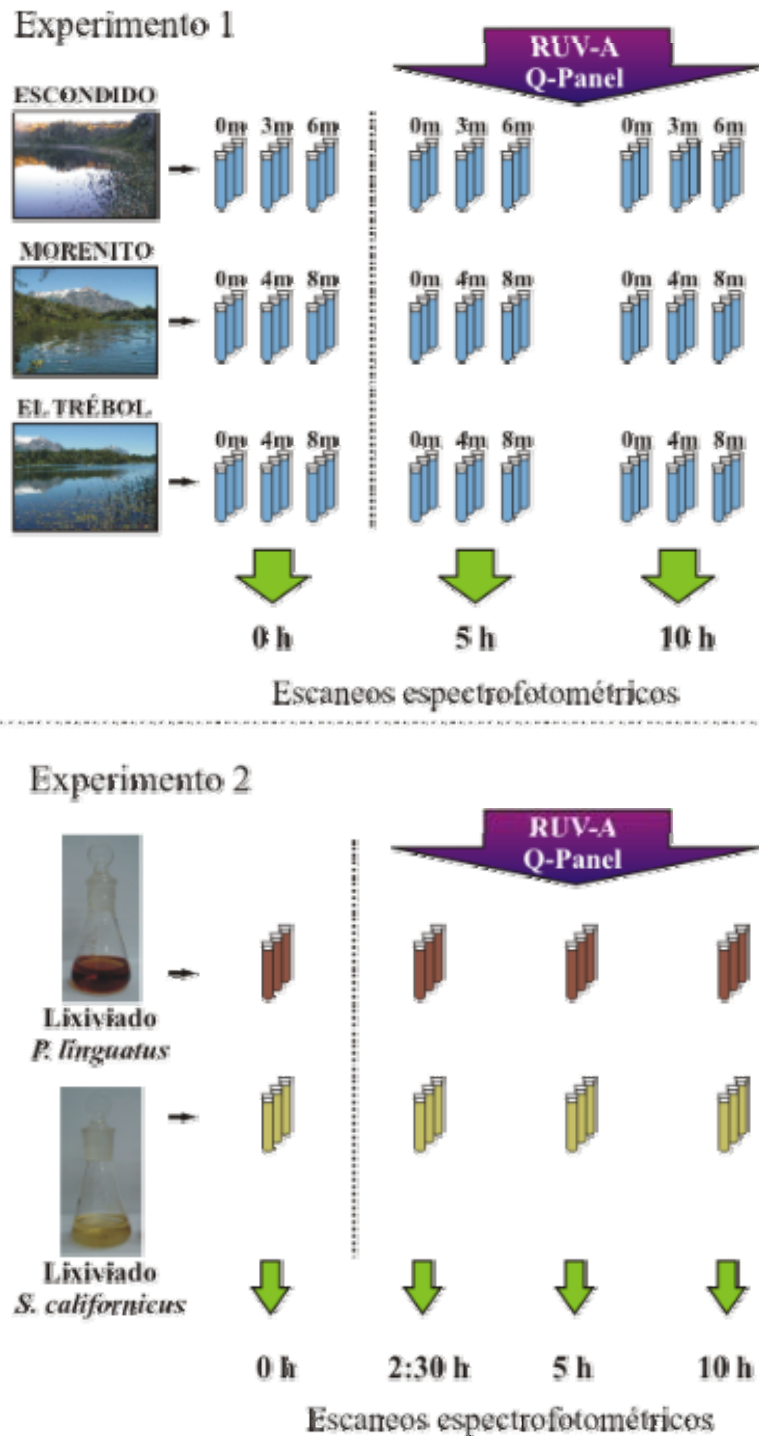 Experimento 1
RUV-A
Q-Panel
ESCONDIDO
0m 3m 6m 0m 3m 6m 0m 3m 6m
MORENITO
0m 4m 8m 0m 4m 8m 0m 4m 8m
EL TRÉBOL
0m 4m 8m 0m 4m 8m 0m 4m 8m
0 h 5 h 10 h
Escaneos espectrofotométricos
Experimento 2
RUV-A
Q-Panel
Lixiviado
P. linguatus
Lixiviado
S. californicus
0 h 2:30 h 5 h 10 h
Escaneos espectrofotométricos